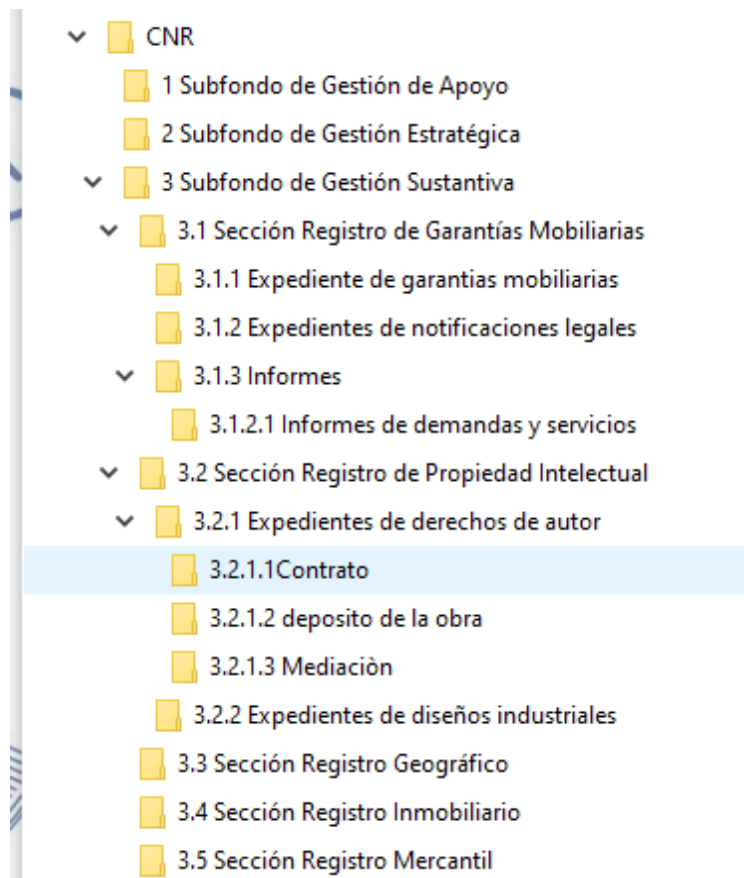 CNR
1 Subfondo de Gestión de Apoyo
2 Subfondo de Gestión Estratégica
3 Subfondo de Gestión Sustantiva
3.1 Sección Registro de Garantías Mobiliarias
3.1.1 Expediente de garantias mobiliarias
3.1.2 Expedientes de notificaciones legales
3.1.3 Informes
3.1.2.1 Informes de demandas y servicios
3.2 Sección Registro de Propiedad Intelectual
3.2.1 Expedientes de derechos de autor
3.2.1.1Contrato
3.2.1.2 deposito de la obra
3.2.1.3 Mediaciòn
3.2.2 Expedientes de diseños industriales
3.3 Sección Registro Geográfico
3.4 Sección Registro Inmobiliario
3.5 Sección Registro Mercantil